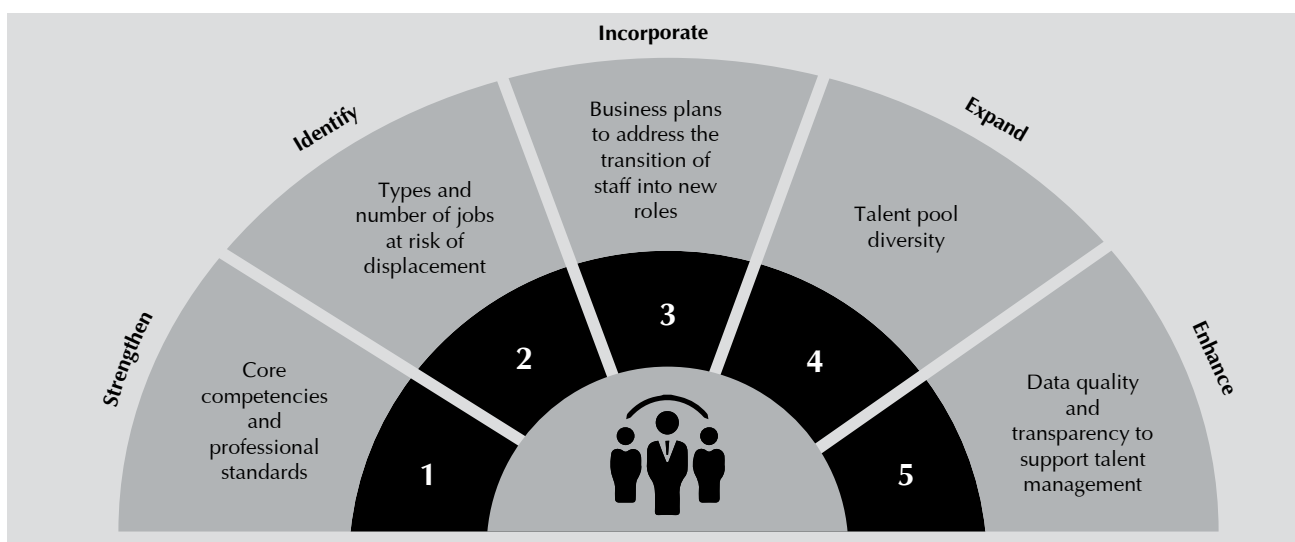 Strengthen
Core
competencies
and
professional
standards
1
Identify
Types and
number of jobs
at risk of
displacement
2
Incorporate
Business plans
to address the
transition of
staff into new
roles
3
Expand
Talent pool
diversity
4
Enhance
Data quality
and
transparency to
support talent
management
5